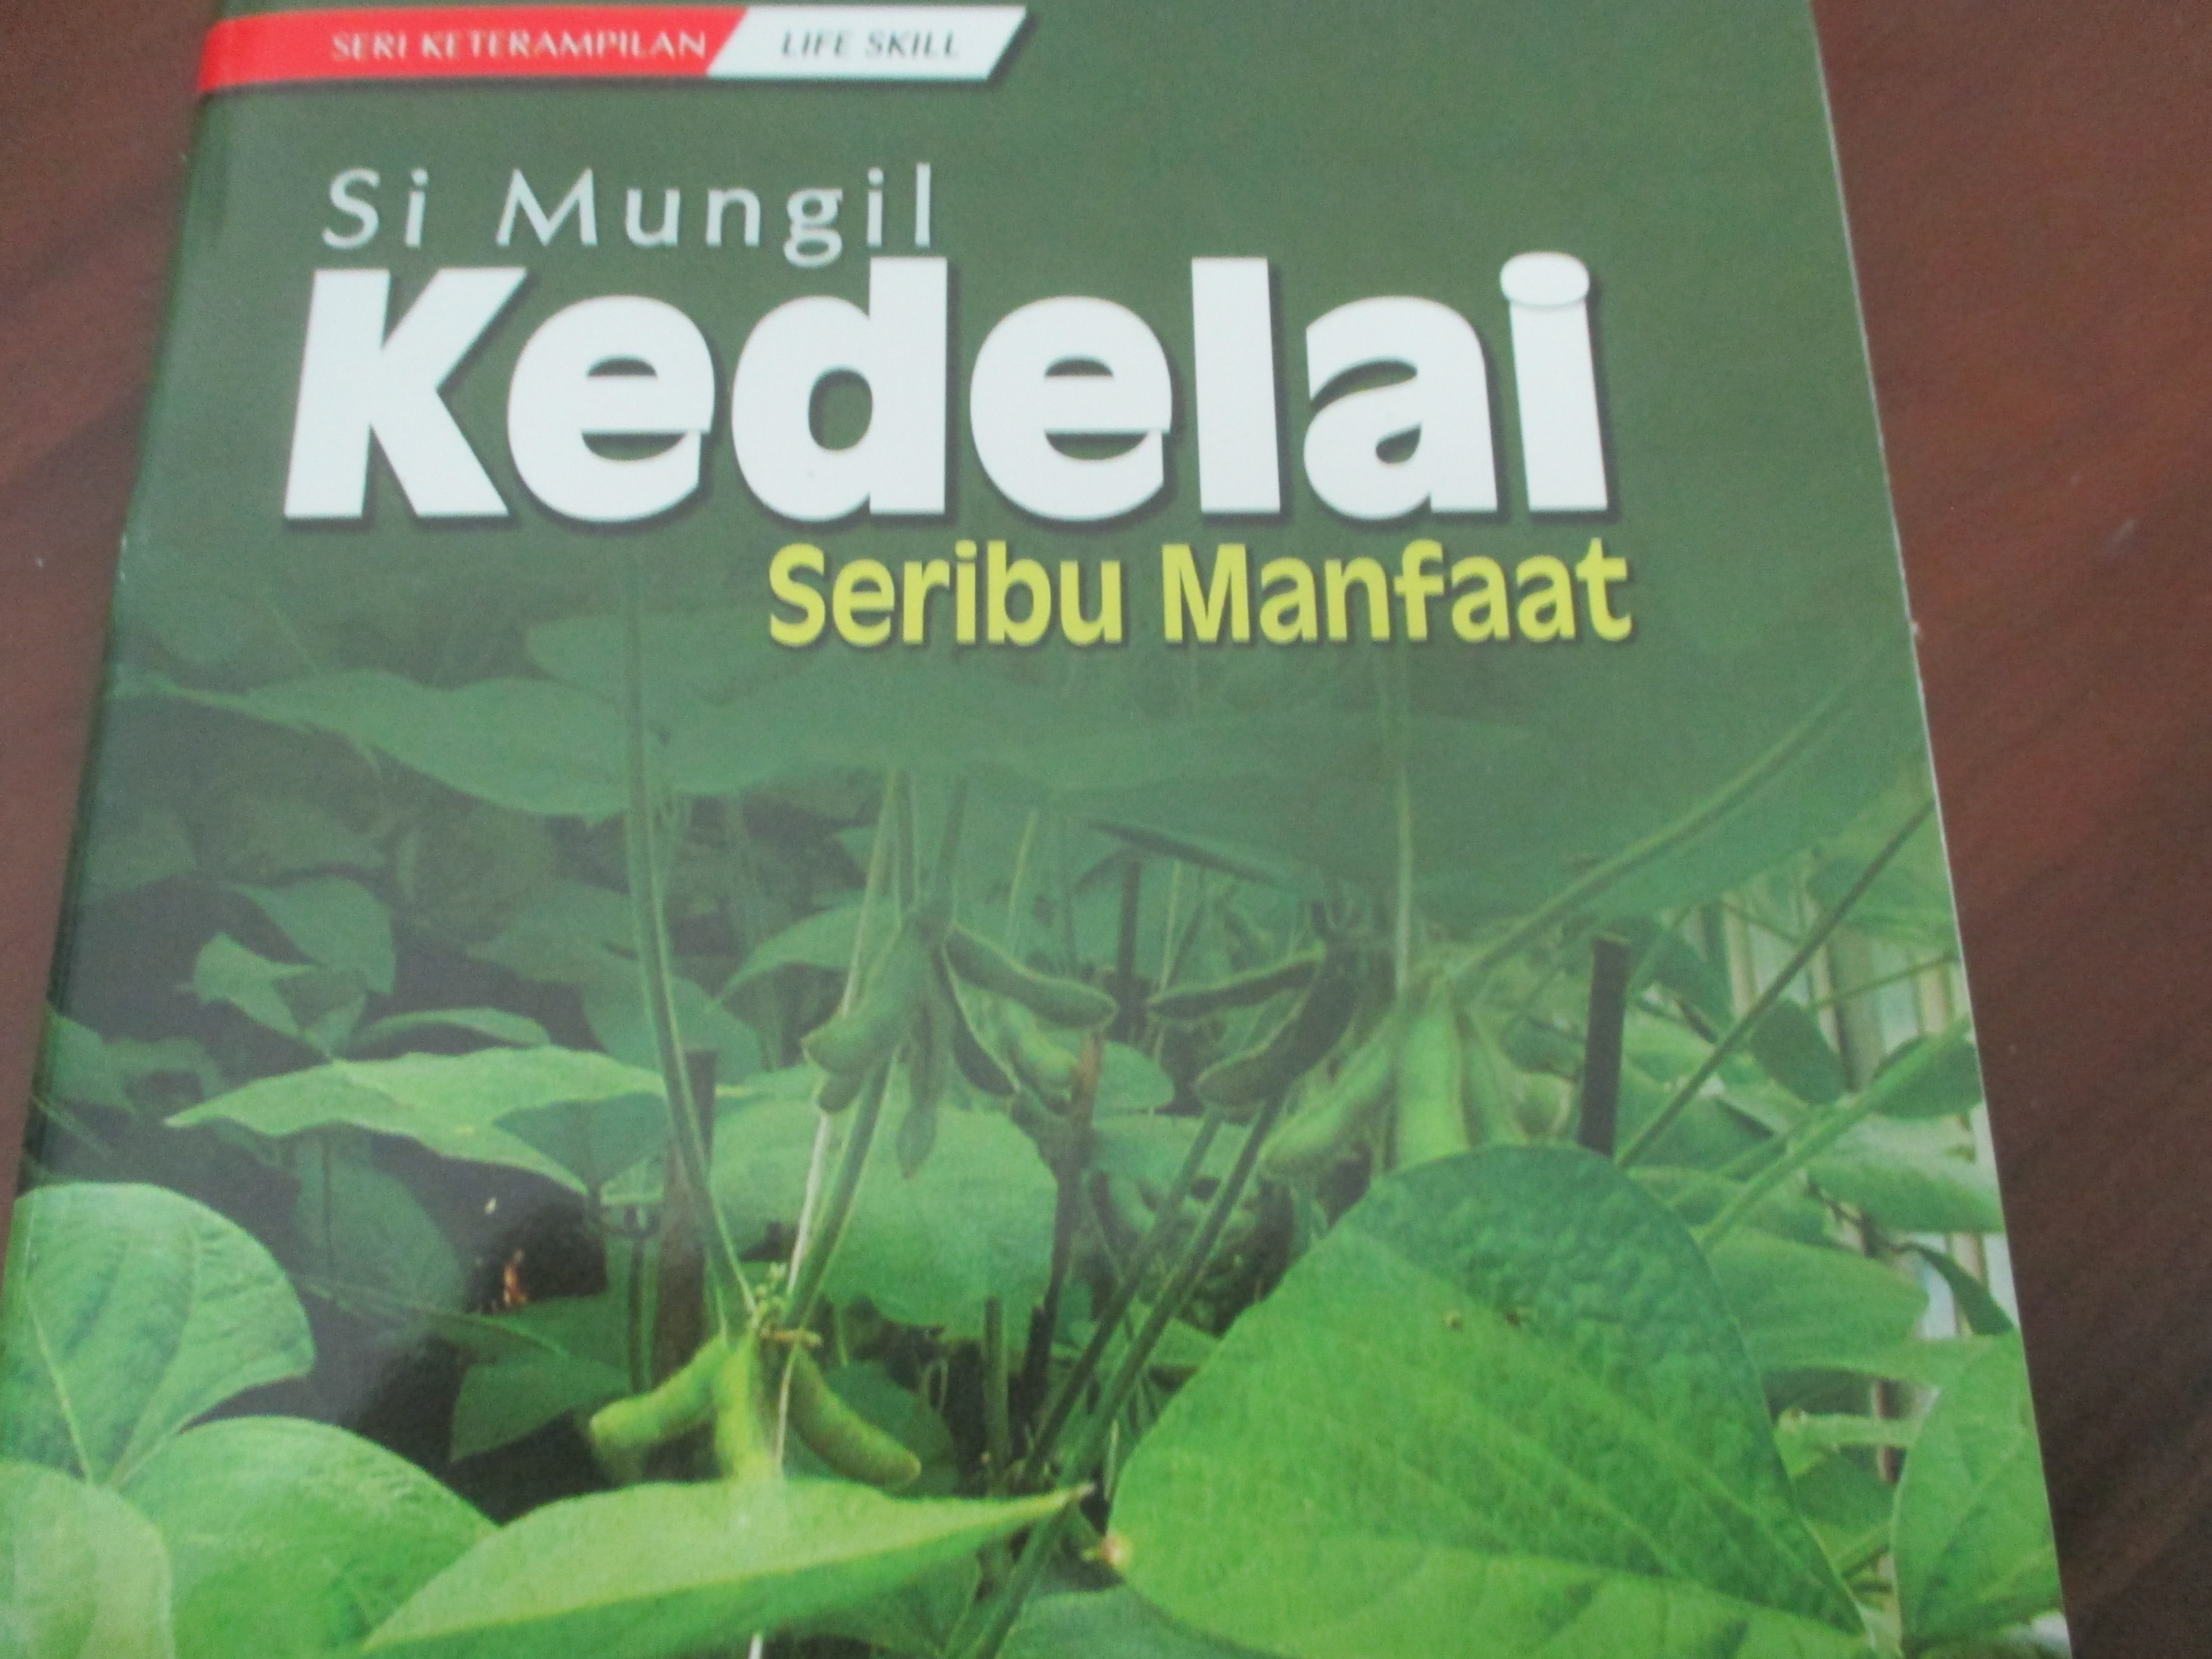 SERI KETERAMPILAN LIFE SKILL
Si Mungil
Kedelai
Seribu Manfaat